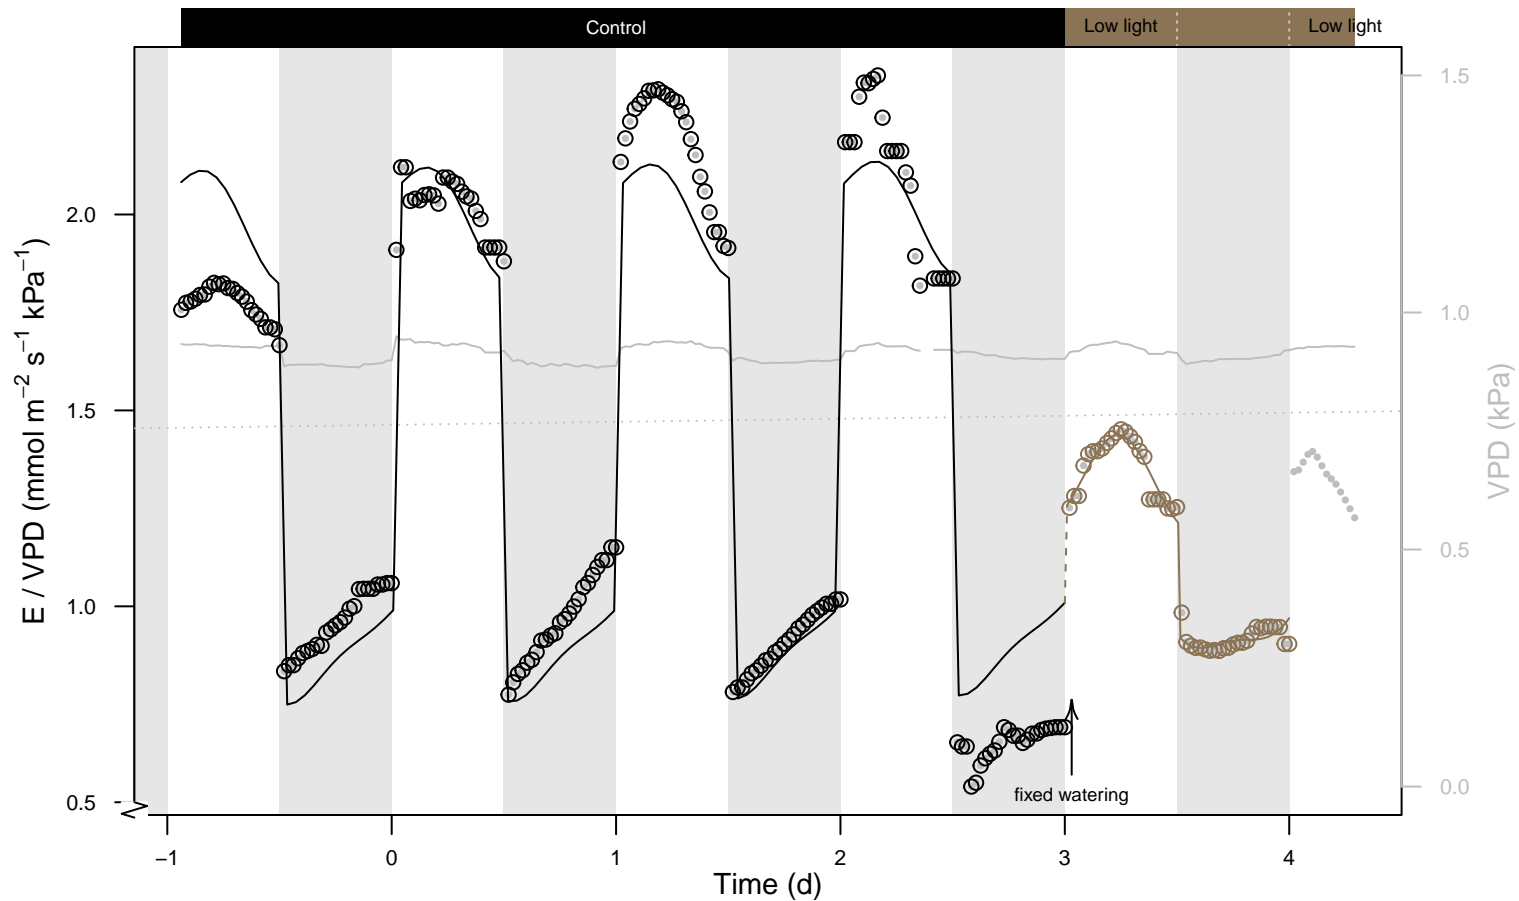 Control
Low light
Low light
E / VPD (mmol m⁻² s⁻¹ kPa⁻¹)
2.0
1.5
1.0
0.5
1.5
1.0
0.5
0.0
VPD (kPa)
fixed watering
−1
0
1
2
3
4
Time (d)